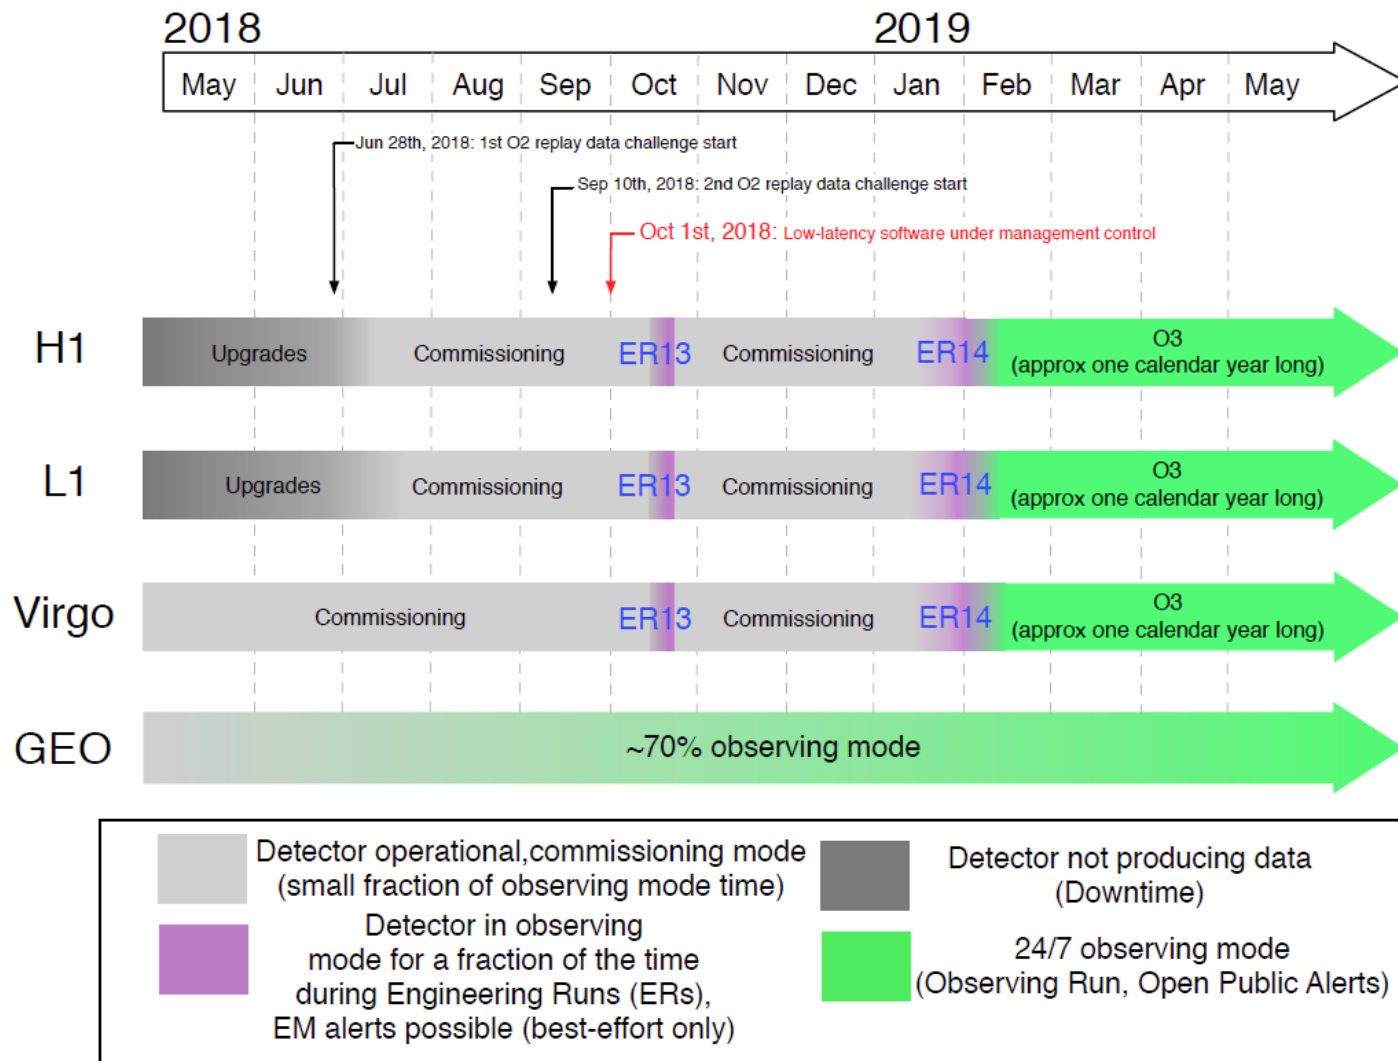 2018
2019
May Jun Jul Aug Sep Oct Nov Dec Jan Feb Mar Apr May
Jun 28th, 2018: 1st O2 replay data challenge start
Sep 10th, 2018: 2nd O2 replay data challenge start
Oct 1st, 2018: Low-latency software under management control
H1
Upgrades
Commissioning
ER13
Commissioning
ER14
O3
(approx one calendar year long)
L1
Upgrades
Commissioning
ER13
Commissioning
ER14
O3
(approx one calendar year long)
Virgo
Commissioning
ER13
Commissioning
ER14
O3
(approx one calendar year long)
GEO
~70% observing mode
Detector operational,commissioning mode
(small fraction of observing mode time)
Detector in observing
mode for a fraction of the time
during Engineering Runs (ERs),
EM alerts possible (best-effort only)
Detector not producing data
(Downtime)
24/7 observing mode
(Observing Run, Open Public Alerts)